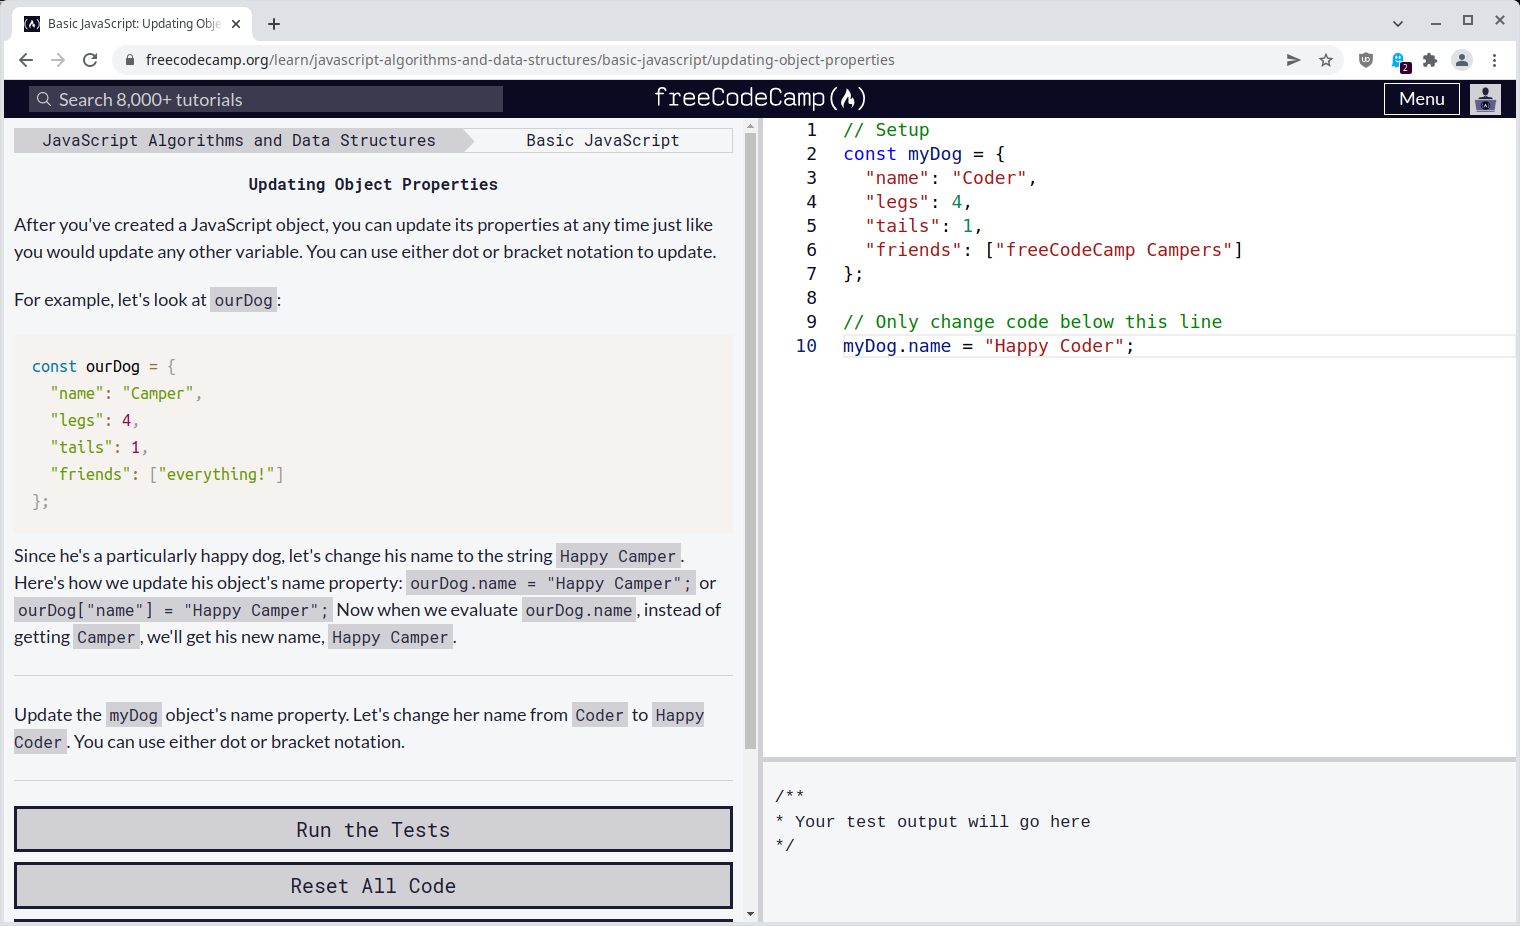 Basic JavaScript: Updating Obje
freecodecamp.org/learn/javascript-algorithms-and-data-structures/basic-javascript/updating-object-properties
2
Search 8,000+ tutorials
freeCodeCamp
Menu
JavaScript Algorithms and Data Structures
Basic JavaScript
Updating Object Properties
After you've created a JavaScript object, you can update its properties at any time just like
you would update any other variable. You can use either dot or bracket notation to update.
For example, let's look at ourDog:
const ourDog = {
  "name": "Camper",
  "legs": 4,
  "tails": 1,
  "friends": ["everything!"]
};
Since he's a particularly happy dog, let's change his name to the string Happy Camper.
Here's how we update his object's name property: ourDog.name = "Happy Camper"; or
ourDog["name"] = "Happy Camper"; Now when we evaluate ourDog.name, instead of
getting Camper, we'll get his new name, Happy Camper.
Update the myDog object's name property. Let's change her name from Coder to Happy
Coder. You can use either dot or bracket notation.
Run the Tests
Reset All Code
1 // Setup
2 const myDog = {
3   "name": "Coder",
4   "legs": 4,
5   "tails": 1,
6   "friends": ["freeCodeCamp Campers"]
7 };
8
9 // Only change code below this line
10 myDog.name = "Happy Coder";
/**
* Your test output will go here
*/